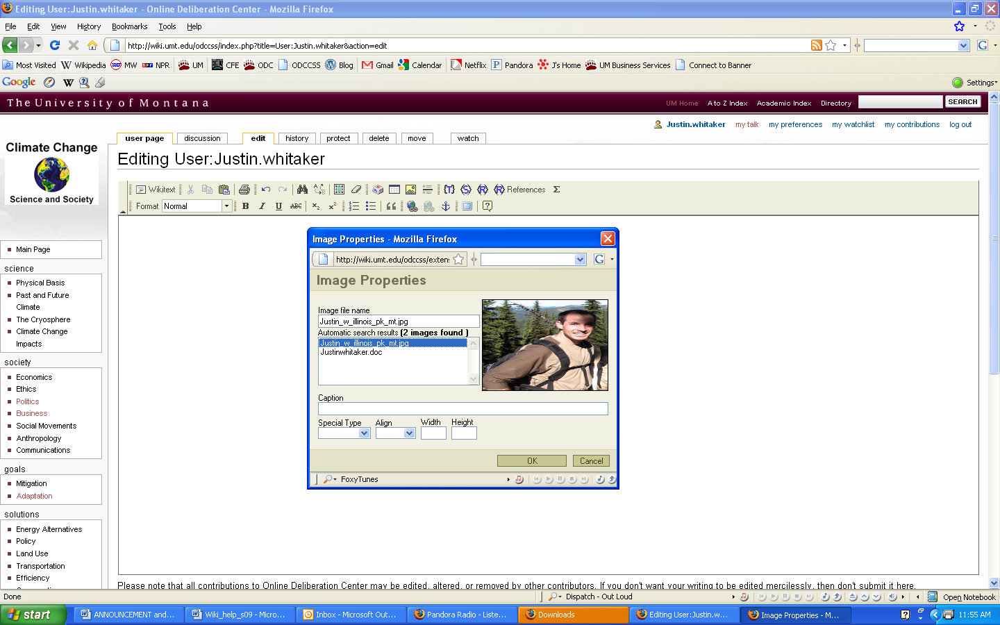 Editing User:Justin.whitaker - Online Deliberation Center - Mozilla Firefox
File Edit View History Bookmarks Tools Help
http://wiki.umt.edu/odccss/index.php?title=User:Justin.whitaker&action=edit
G
Most Visited Wikipedia MW NPR UM CFE ODC ODCCSS Blog Gmail Calendar Netflix Pandora J's Home UM Business Services Connect to Banner
Google W Settings
The University of Montana
UM Home A to Z Index Academic Index Directory SEARCH
Justin.whitaker my talk my preferences my watchlist my contributions log out
user page discussion edit history protect delete move watch
Climate Change
Science and Society
Editing User:Justin.whitaker
Wikitext {T} References Σ
Format Normal B I U ABC
Main Page
science
Physical Basis
Past and Future
Climate
The Cryosphere
Climate Change
Impacts
society
Economics
Ethics
Politics
Business
Social Movements
Anthropology
Communications
goals
Mitigation
Adaptation
solutions
Energy Alternatives
Policy
Land Use
Transportation
Efficiency
Image Properties - Mozilla Firefox
http://wiki.umt.edu/odccss/exten
G
Image Properties
Image file name
Justin_w_illinois_pk_mt.jpg
Automatic search results (2 images found )
Justin_w_illinois_pk_mt.jpg
Justinwhitaker.doc
Caption
Special Type Align Width Height
OK Cancel
FoxyTunes
Please note that all contributions to Online Deliberation Center may be edited, altered, or removed by other contributors. If you don't want your writing to be edited mercilessly, then don't submit it here.
Done Dispatch - Out Loud Open Notebook
start ANNOUNCEMENT and... Wiki_help_s09 - Micro... Inbox - Microsoft Out... Pandora Radio - Liste... Downloads Editing User:Justin.w... Image Properties - M... 11:55 AM